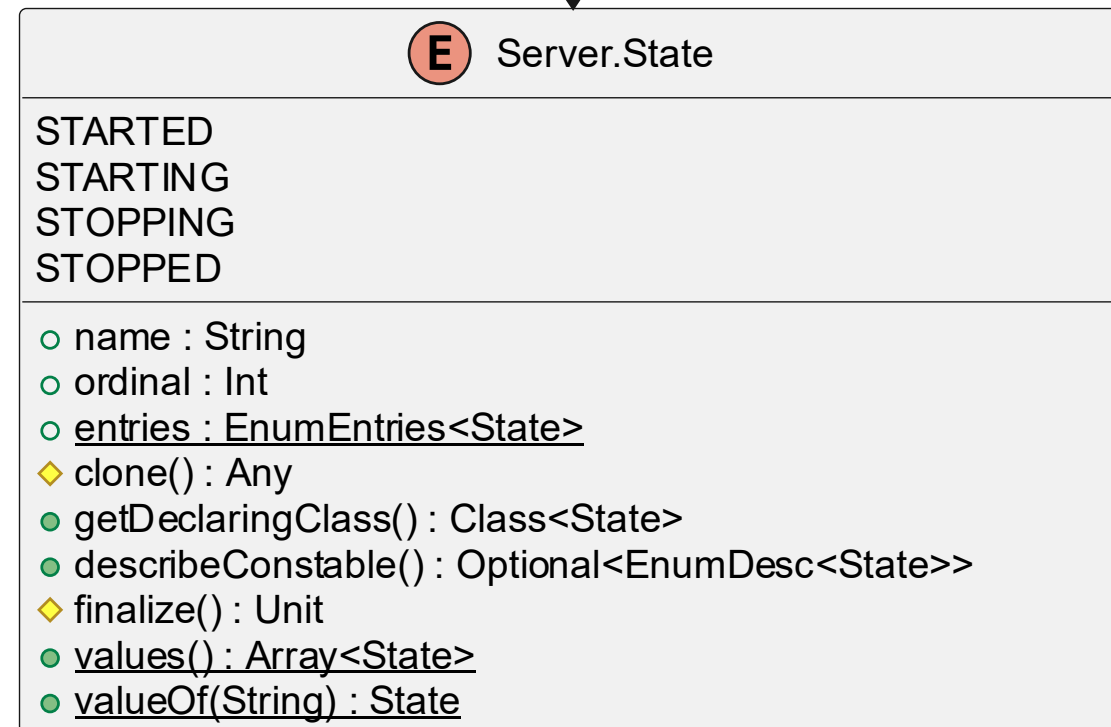 E Server.State
STARTED
STARTING
STOPPING
STOPPED
name : String
ordinal : Int
entries : EnumEntries<State>
clone() : Any
getDeclaringClass() : Class<State>
describeConstable() : Optional<EnumDesc<State>>
finalize() : Unit
values() : Array<State>
valueOf(String) : State